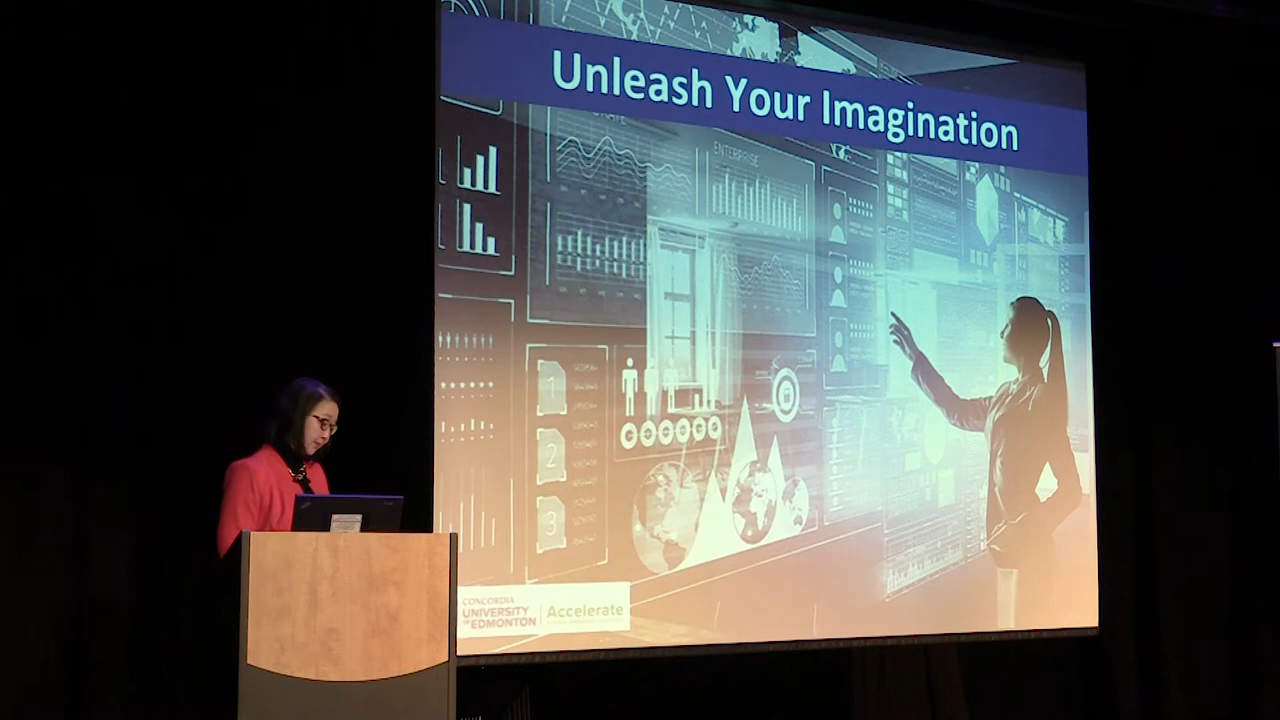 Unleash Your Imagination
ENTERPRISE
1
2
3
CONCORDIA
UNIVERSITY
OF EDMONTON
Accelerate